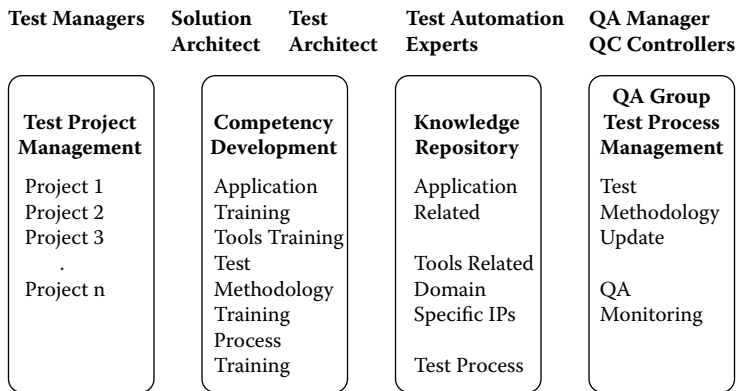 Test Managers
Solution Architect
Test Architect
Test Automation Experts
QA Manager
QC Controllers
Test Project
Management
Project 1
Project 2
Project 3
.
Project n
Competency
Development
Application
Training
Tools Training
Test
Methodology
Training
Process
Training
Knowledge
Repository
Application
Related
Tools Related
Domain
Specific IPs
Test Process
QA Group
Test Process
Management
Test
Methodology
Update
QA
Monitoring